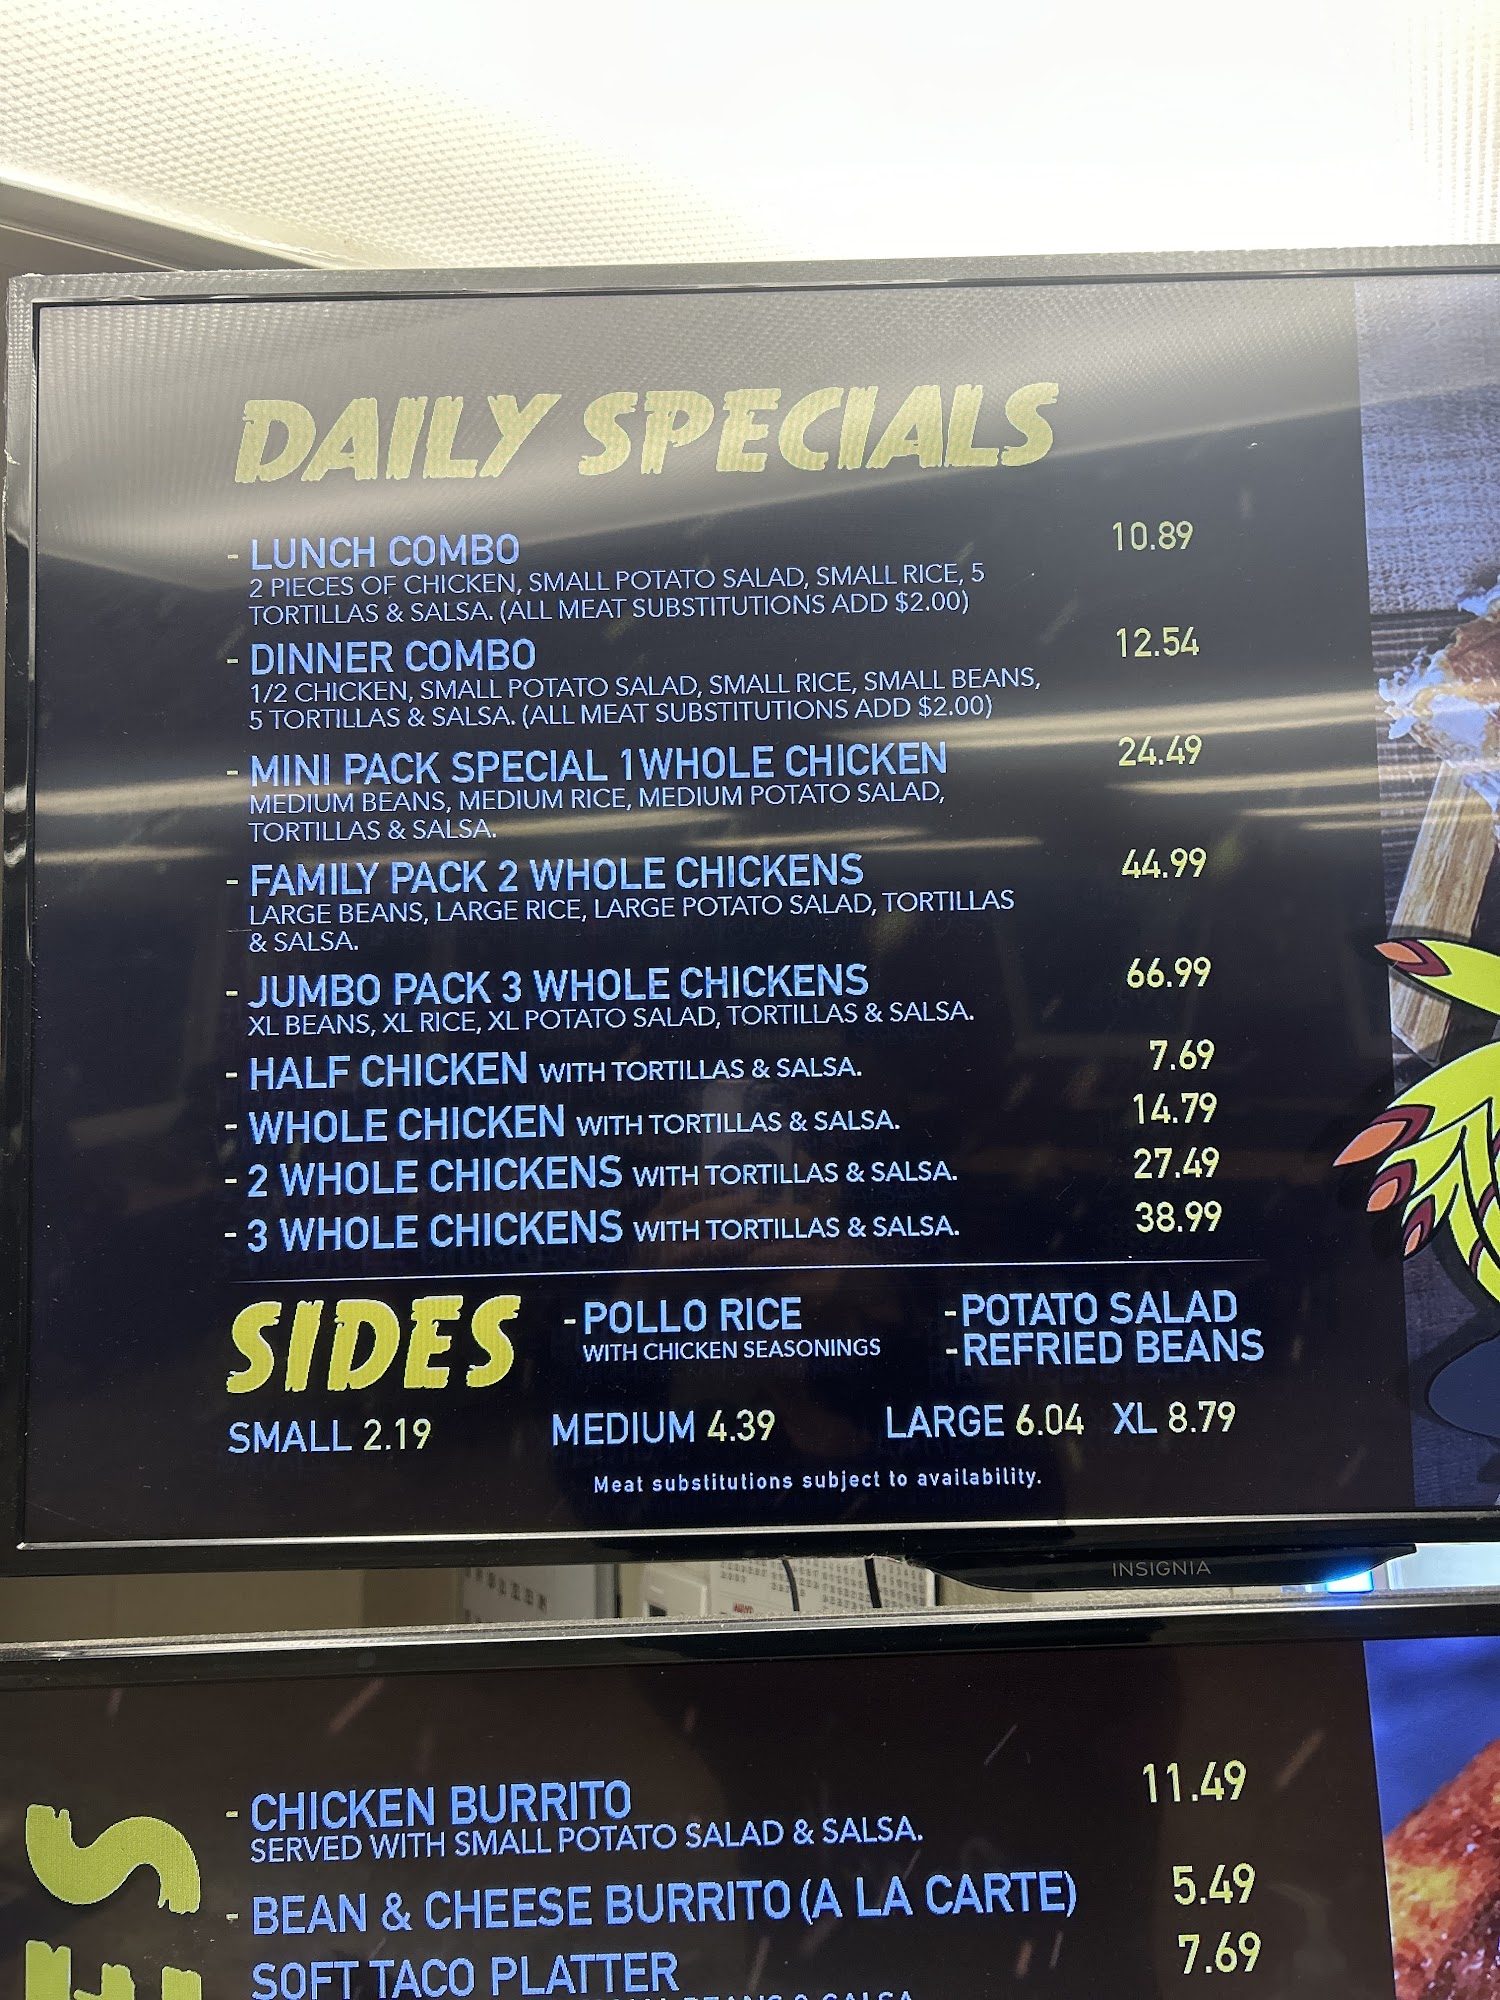 DAILY SPECIALS
- LUNCH COMBO 10.89
2 PIECES OF CHICKEN, SMALL POTATO SALAD, SMALL RICE, 5
TORTILLAS & SALSA. (ALL MEAT SUBSTITUTIONS ADD $2.00)
- DINNER COMBO 12.54
1/2 CHICKEN, SMALL POTATO SALAD, SMALL RICE, SMALL BEANS,
5 TORTILLAS & SALSA. (ALL MEAT SUBSTITUTIONS ADD $2.00)
- MINI PACK SPECIAL 1 WHOLE CHICKEN 24.49
MEDIUM BEANS, MEDIUM RICE, MEDIUM POTATO SALAD,
TORTILLAS & SALSA.
- FAMILY PACK 2 WHOLE CHICKENS 44.99
LARGE BEANS, LARGE RICE, LARGE POTATO SALAD, TORTILLAS
& SALSA.
- JUMBO PACK 3 WHOLE CHICKENS 66.99
XL BEANS, XL RICE, XL POTATO SALAD, TORTILLAS & SALSA.
- HALF CHICKEN WITH TORTILLAS & SALSA. 7.69
- WHOLE CHICKEN WITH TORTILLAS & SALSA. 14.79
- 2 WHOLE CHICKENS WITH TORTILLAS & SALSA. 27.49
- 3 WHOLE CHICKENS WITH TORTILLAS & SALSA. 38.99
SIDES
- POLLO RICE
WITH CHICKEN SEASONINGS
- POTATO SALAD
- REFRIED BEANS
SMALL 2.19 MEDIUM 4.39 LARGE 6.04 XL 8.79
Meat substitutions subject to availability.
INSIGNIA
- CHICKEN BURRITO 11.49
SERVED WITH SMALL POTATO SALAD & SALSA.
- BEAN & CHEESE BURRITO (A LA CARTE) 5.49
SOFT TACO PLATTER 7.69